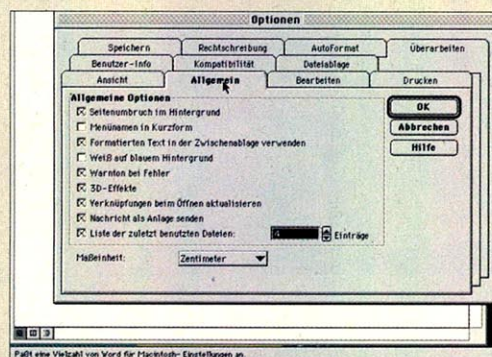 Optionen
Speichern
Rechtschreibung
AutoFormat
Überarbeiten
Benutzer-Info
Kompatibilität
Dateiablage
Ansicht
Allgemein
Bearbeiten
Drucken
Allgemeine Optionen
Seitenumbruch im Hintergrund
Menünamen in Kurzform
Formatierten Text in der Zwischenablage verwenden
Weiß auf blauem Hintergrund
Warnton bei Fehler
3D-Effekte
Verknüpfungen beim Öffnen aktualisieren
Nachricht als Anlage senden
Liste der zuletzt benutzten Dateien:
Einträge
Maßeinheit:
Zentimeter
OK
Abbrechen
Hilfe
Paßt eine Vielzahl von Word für Macintosh- Einstellungen an.